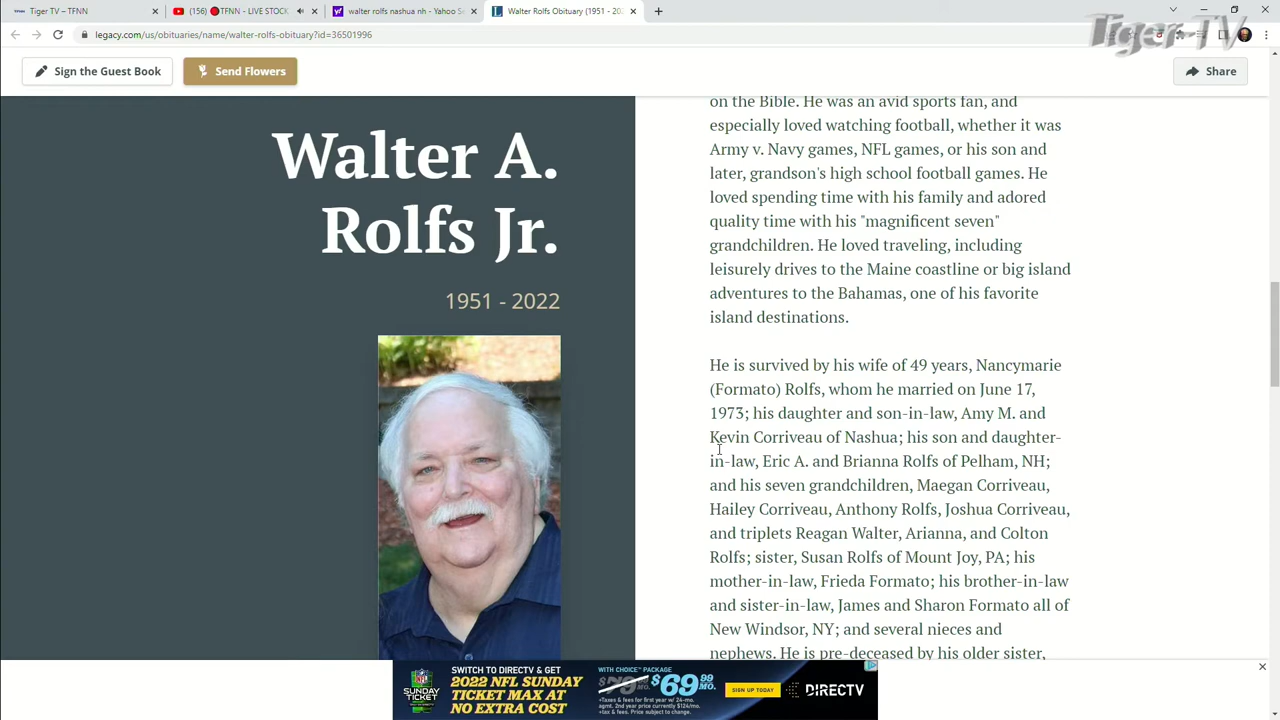 Tiger TV – TFNN
(156) 🔴TFNN - LIVE STOCK
walter rolfs nashua nh - Yahoo S
Walter Rolfs Obituary (1951 - 202
legacy.com/us/obituaries/name/walter-rolfs-obituary?id=36501996
Tiger-TV
Sign the Guest Book
Send Flowers
Share
Walter A.
Rolfs Jr.
1951 - 2022
on the Bible. He was an avid sports fan, and
especially loved watching football, whether it was
Army v. Navy games, NFL games, or his son and
later, grandson's high school football games. He
loved spending time with his family and adored
quality time with his "magnificent seven"
grandchildren. He loved traveling, including
leisurely drives to the Maine coastline or big island
adventures to the Bahamas, one of his favorite
island destinations.
He is survived by his wife of 49 years, Nancymarie
(Formato) Rolfs, whom he married on June 17,
1973; his daughter and son-in-law, Amy M. and
Kevin Corriveau of Nashua; his son and daughter-
in-law, Eric A. and Brianna Rolfs of Pelham, NH;
and his seven grandchildren, Maegan Corriveau,
Hailey Corriveau, Anthony Rolfs, Joshua Corriveau,
and triplets Reagan Walter, Arianna, and Colton
Rolfs; sister, Susan Rolfs of Mount Joy, PA; his
mother-in-law, Frieda Formato; his brother-in-law
and sister-in-law, James and Sharon Formato all of
New Windsor, NY; and several nieces and
nephews. He is pre-deceased by his older sister,
NFL
SUNDAY
TICKET
SWITCH TO DIRECTV & GET
2022 NFL SUNDAY
TICKET MAX AT
NO EXTRA COST
WITH CHOICE™ PACKAGE
$69.99 MO.
SIGN UP TODAY
DIRECTV